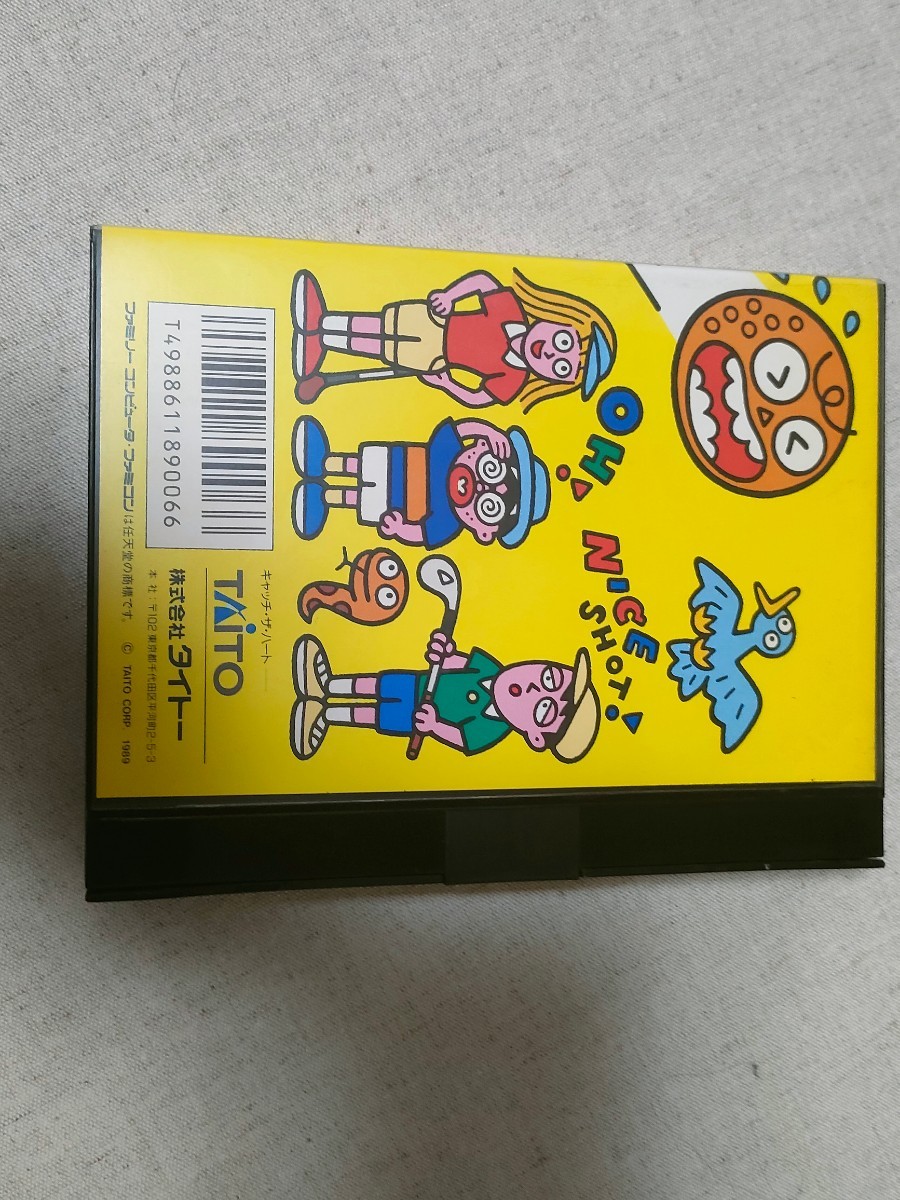 OH! NICE
SHOT!
キャッチ・ザ・ハート
TAITO
株式会社 タイトー
本 社:〒102 東京都千代田区平河町2-5-3
T4988611890066
ファミリー コンピュータ・ファミコンは任天堂の商標です。 © TAITO CORP. 1989